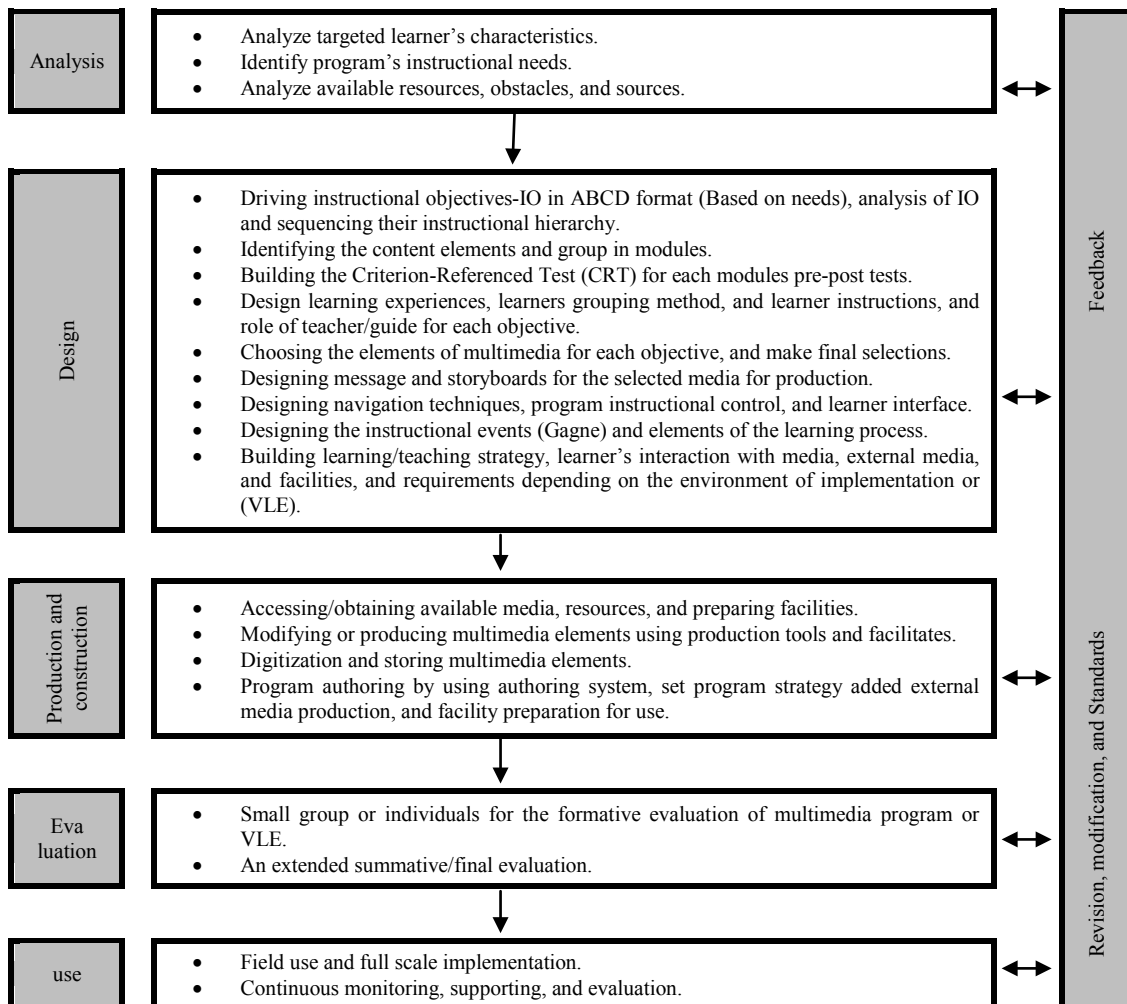 Analysis
• Analyze targeted learner's characteristics.
• Identify program's instructional needs.
• Analyze available resources, obstacles, and sources.
Design
• Driving instructional objectives-IO in ABCD format (Based on needs), analysis of IO
and sequencing their instructional hierarchy.
• Identifying the content elements and group in modules.
• Building the Criterion-Referenced Test (CRT) for each modules pre-post tests.
• Design learning experiences, learners grouping method, and learner instructions, and
role of teacher/guide for each objective.
• Choosing the elements of multimedia for each objective, and make final selections.
• Designing message and storyboards for the selected media for production.
• Designing navigation techniques, program instructional control, and learner interface.
• Designing the instructional events (Gagne) and elements of the learning process.
• Building learning/teaching strategy, learner's interaction with media, external media,
and facilities, and requirements depending on the environment of implementation or
(VLE).
Production and
construction
• Accessing/obtaining available media, resources, and preparing facilities.
• Modifying or producing multimedia elements using production tools and facilitates.
• Digitization and storing multimedia elements.
• Program authoring by using authoring system, set program strategy added external
media production, and facility preparation for use.
Eva
luation
• Small group or individuals for the formative evaluation of multimedia program or
VLE.
• An extended summative/final evaluation.
use
• Field use and full scale implementation.
• Continuous monitoring, supporting, and evaluation.
Feedback
Revision, modification, and Standards